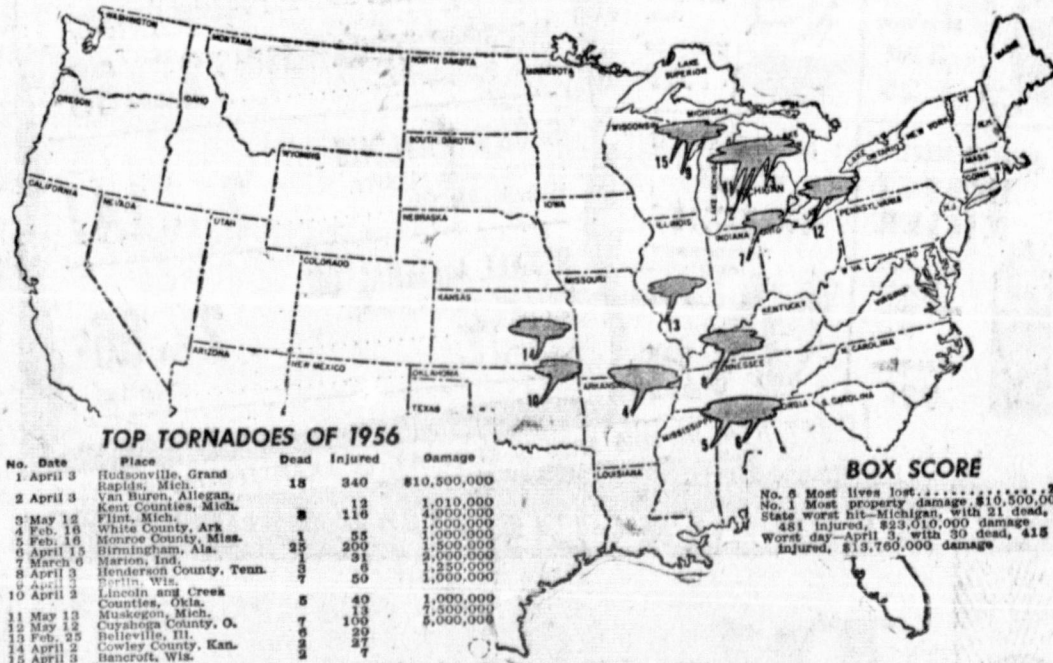 WASHINGTON
MONTANA
NORTH DAKOTA
MINNESOTA
LAKE
SUPERIOR
MICHIGAN
MAINE
VT.
NEW YORK
OREGON
IDAHO
WYOMING
SOUTH DAKOTA
WISCONSIN
LAKE
15
9
MICHIGAN
MASS
CONN
LAKE
CALIFORNIA
NEVADA
UTAH
COLORADO
NEBRASKA
IOWA
ILLINOIS
INDIANA
12
PENNSYLVANIA
KANSAS
MISSOURI
13
KENTUCKY
VIRGINIA
14
ARIZONA
NEW MEXICO
OKLAHOMA
TEXAS
10
ARKANSAS
4
8
TENNESSEE
CAROLINA
S. CAROLINA
5
6
LOUISIANA
TOP TORNADOES OF 1956
No. Date Place Dead Injured Damage
1 April 3 Hudsonville, Grand
Rapids, Mich. 18 340 $10,500,000
2 April 3 Van Buren, Allegan,
Kent Counties, Mich. 12 1,010,000
3 May 12 Flint, Mich. 116 4,000,000
4 Feb. 16 White County, Ark 1,000,000
5 Feb. 16 Monroe County, Miss. 1 55 1,000,000
6 April 15 Birmingham, Ala. 25 200 1,500,000
7 March 6 Marion, Ind. 2,000,000
8 April 3 Henderson County, Tenn. 3 6 1,250,000
Berlin, Wis. 7 50 1,000,000
10 April 2 Lincoln and Creek
Counties, Okla. 5 40 1,000,000
11 May 12 Muskegon, Mich. 13 7,500,000
12 May 12 Cuyahoga County, O. 7 100 5,000,000
13 Feb. 25 Belleville, Ill. 6 20
14 April 2 Cowley County, Kan. 2 27
15 April 3 Bancroft, Wis. 2 7
BOX SCORE
No. 6 Most lives lost
No. 1 Most property damage, $10,500,00
State worst hit—Michigan, with 21 dead,
481 injured, $23,010,000 damage
Worst day—April 3, with 30 dead, 415
injured, $13,760,000 damage